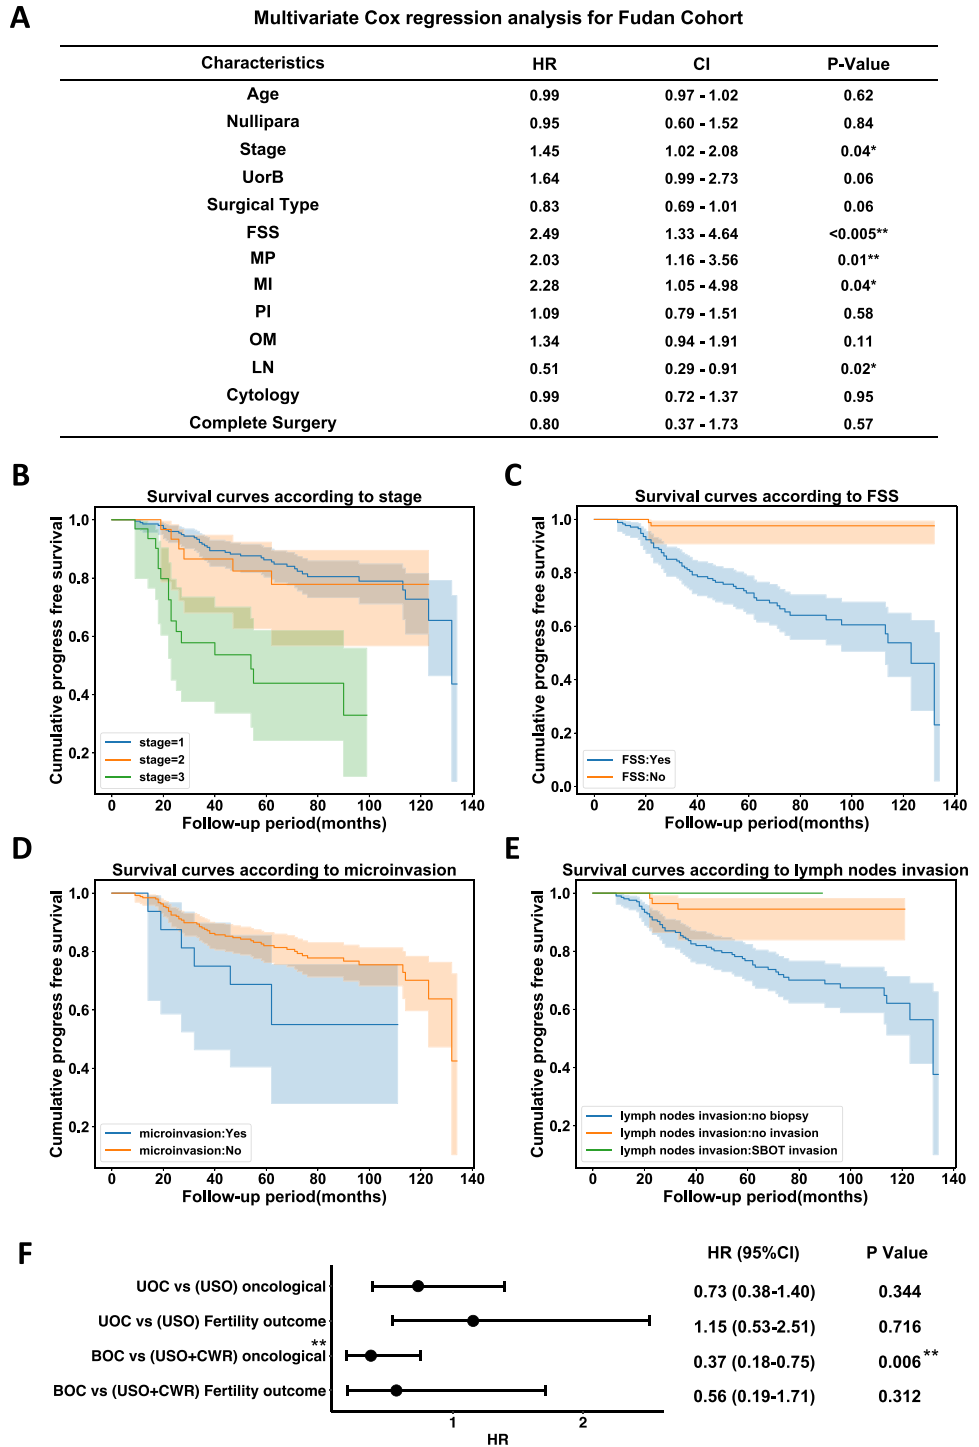 A
Multivariate Cox regression analysis for Fudan Cohort
Characteristics HR CI P-Value
Age 0.99 0.97 - 1.02 0.62
Nullipara 0.95 0.60 - 1.52 0.84
Stage 1.45 1.02 - 2.08 0.04*
UorB 1.64 0.99 - 2.73 0.06
Surgical Type 0.83 0.69 - 1.01 0.06
FSS 2.49 1.33 - 4.64 <0.005**
MP 2.03 1.16 - 3.56 0.01**
MI 2.28 1.05 - 4.98 0.04*
PI 1.09 0.79 - 1.51 0.58
OM 1.34 0.94 - 1.91 0.11
LN 0.51 0.29 - 0.91 0.02*
Cytology 0.99 0.72 - 1.37 0.95
Complete Surgery 0.80 0.37 - 1.73 0.57
B
Survival curves according to stage
Cumulative progress free survival
1.0
0.8
0.6
0.4
0.2
stage=1
stage=2
stage=3
0 20 40 60 80 100 120 140
Follow-up period(months)
C
Survival curves according to FSS
Cumulative progress free survival
1.0
0.8
0.6
0.4
0.2
0.0
FSS:Yes
FSS:No
0 20 40 60 80 100 120 140
Follow-up period(months)
D
Survival curves according to microinvasion
Cumulative progress free survival
1.0
0.8
0.6
0.4
0.2
microinvasion:Yes
microinvasion:No
0 20 40 60 80 100 120 140
Follow-up period(months)
E
Survival curves according to lymph nodes invasion
Cumulative progress free survival
1.0
0.8
0.6
0.4
0.2
lymph nodes invasion:no biopsy
lymph nodes invasion:no invasion
lymph nodes invasion:SBOT invasion
0 20 40 60 80 100 120 140
Follow-up period(months)
F
HR (95%CI) P Value
UOC vs (USO) oncological 0.73 (0.38-1.40) 0.344
UOC vs (USO) Fertility outcome 1.15 (0.53-2.51) 0.716
**
BOC vs (USO+CWR) oncological 0.37 (0.18-0.75) 0.006**
BOC vs (USO+CWR) Fertility outcome 0.56 (0.19-1.71) 0.312
1 2
HR